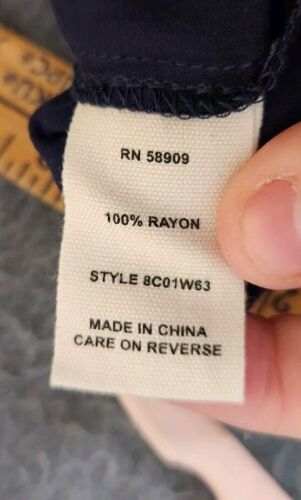 RN 58909
100% RAYON
STYLE 8C01W63
MADE IN CHINA
CARE ON REVERSE